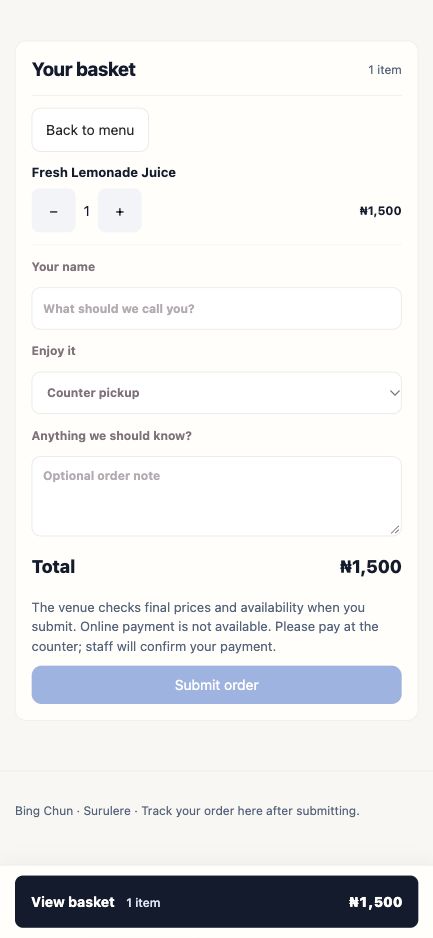 Your basket
1 item
Back to menu
Fresh Lemonade Juice
− 1 + ₦1,500
Your name
What should we call you?
Enjoy it
Counter pickup
Anything we should know?
Optional order note
Total ₦1,500
The venue checks final prices and availability when you
submit. Online payment is not available. Please pay at the
counter; staff will confirm your payment.
Submit order
Bing Chun · Surulere · Track your order here after submitting.
View basket 1 item ₦1,500